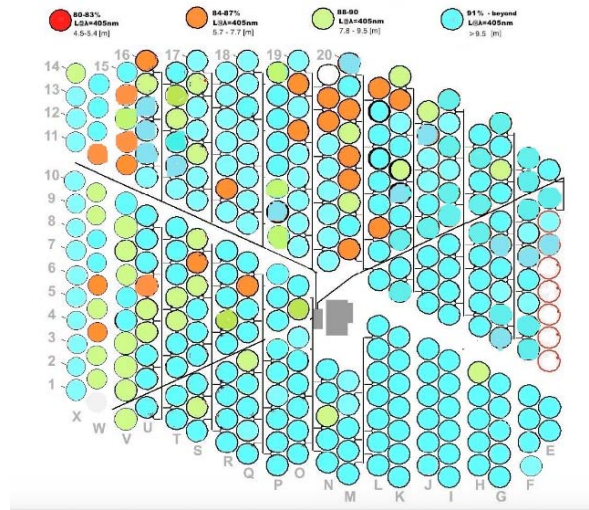 80-83%
L@λ=405nm
4.5-5.4 [m]
84-87%
L@λ=405nm
5.7 - 7.7 [m]
88-90
L@λ=405nm
7.8 - 9.5 [m]
91% - beyond
L@λ=405nm
>9.5 [m]
14 15 16 17 18 19 20
13
12
11
10
9
8
7
6
5
4
3
2
1
X W V U T S R Q P O N M L K J I H G F E